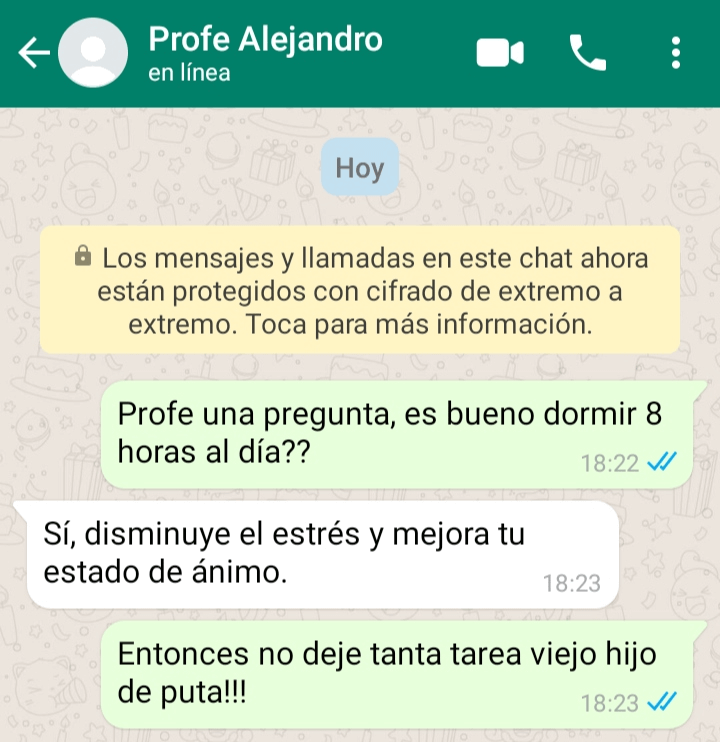 Profe Alejandro
en línea
Hoy
Los mensajes y llamadas en este chat ahora
están protegidos con cifrado de extremo a
extremo. Toca para más información.
Profe una pregunta, es bueno dormir 8
horas al día??
18:22
Sí, disminuye el estrés y mejora tu
estado de ánimo.
18:23
Entonces no deje tanta tarea viejo hijo
de puta!!!
18:23